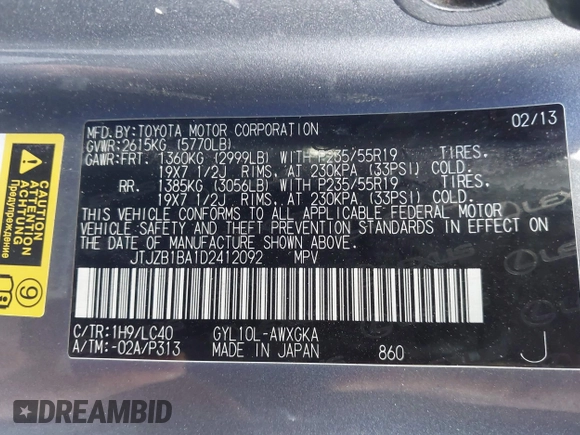 MFD. BY: TOYOTA MOTOR CORPORATION 02/13
GVWR: 2615KG (5770LB)
GAWR: FRT. 1360KG (2999LB) WITH P235/55R19 TIRES.
19X7 1/2J RIMS, AT 230KPA (33PSI) COLD.
RR. 1385KG (3056LB) WITH P235/55R19 TIRES.
19X7 1/2J RIMS, AT 230KPA (33PSI) COLD.
THIS VEHICLE CONFORMS TO ALL APPLICABLE FEDERAL MOTOR
VEHICLE SAFETY AND THEFT PREVENTION STANDARDS IN EFFECT ON
THE DATE OF MANUFACTURE SHOWN ABOVE.
JTJZB1BA1D2412092 MPV
C/TR: 1H9/LC40 GYL10L-AWXGKA
A/TM: -02A/P313 MADE IN JAPAN 860 J
CAUTION
ATTENTION
ACHTUNG
Предупреждение
9
LEXUS
DREAMBID